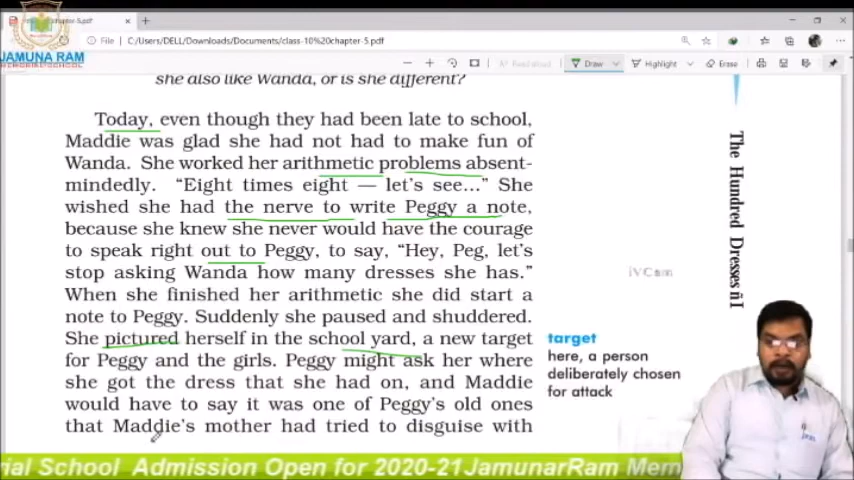 chapter-5.pdf
File | C:/Users/DELL/Downloads/Documents/class-10%20chapter-5.pdf
JAMUNA RAM
Draw
Highlight
Erase
she also like Wanda, or is she different?
Today, even though they had been late to school,
Maddie was glad she had not had to make fun of
Wanda. She worked her arithmetic problems absent-
mindedly. “Eight times eight — let’s see...” She
wished she had the nerve to write Peggy a note,
because she knew she never would have the courage
to speak right out to Peggy, to say, “Hey, Peg, let’s
stop asking Wanda how many dresses she has.”
When she finished her arithmetic she did start a
note to Peggy. Suddenly she paused and shuddered.
She pictured herself in the school yard, a new target
for Peggy and the girls. Peggy might ask her where
she got the dress that she had on, and Maddie
would have to say it was one of Peggy’s old ones
that Maddie’s mother had tried to disguise with
The Hundred Dresses ñ I
iVCam
target
here, a person
deliberately chosen
for attack
rial School Admission Open for 2020-21JamunarRam Mem